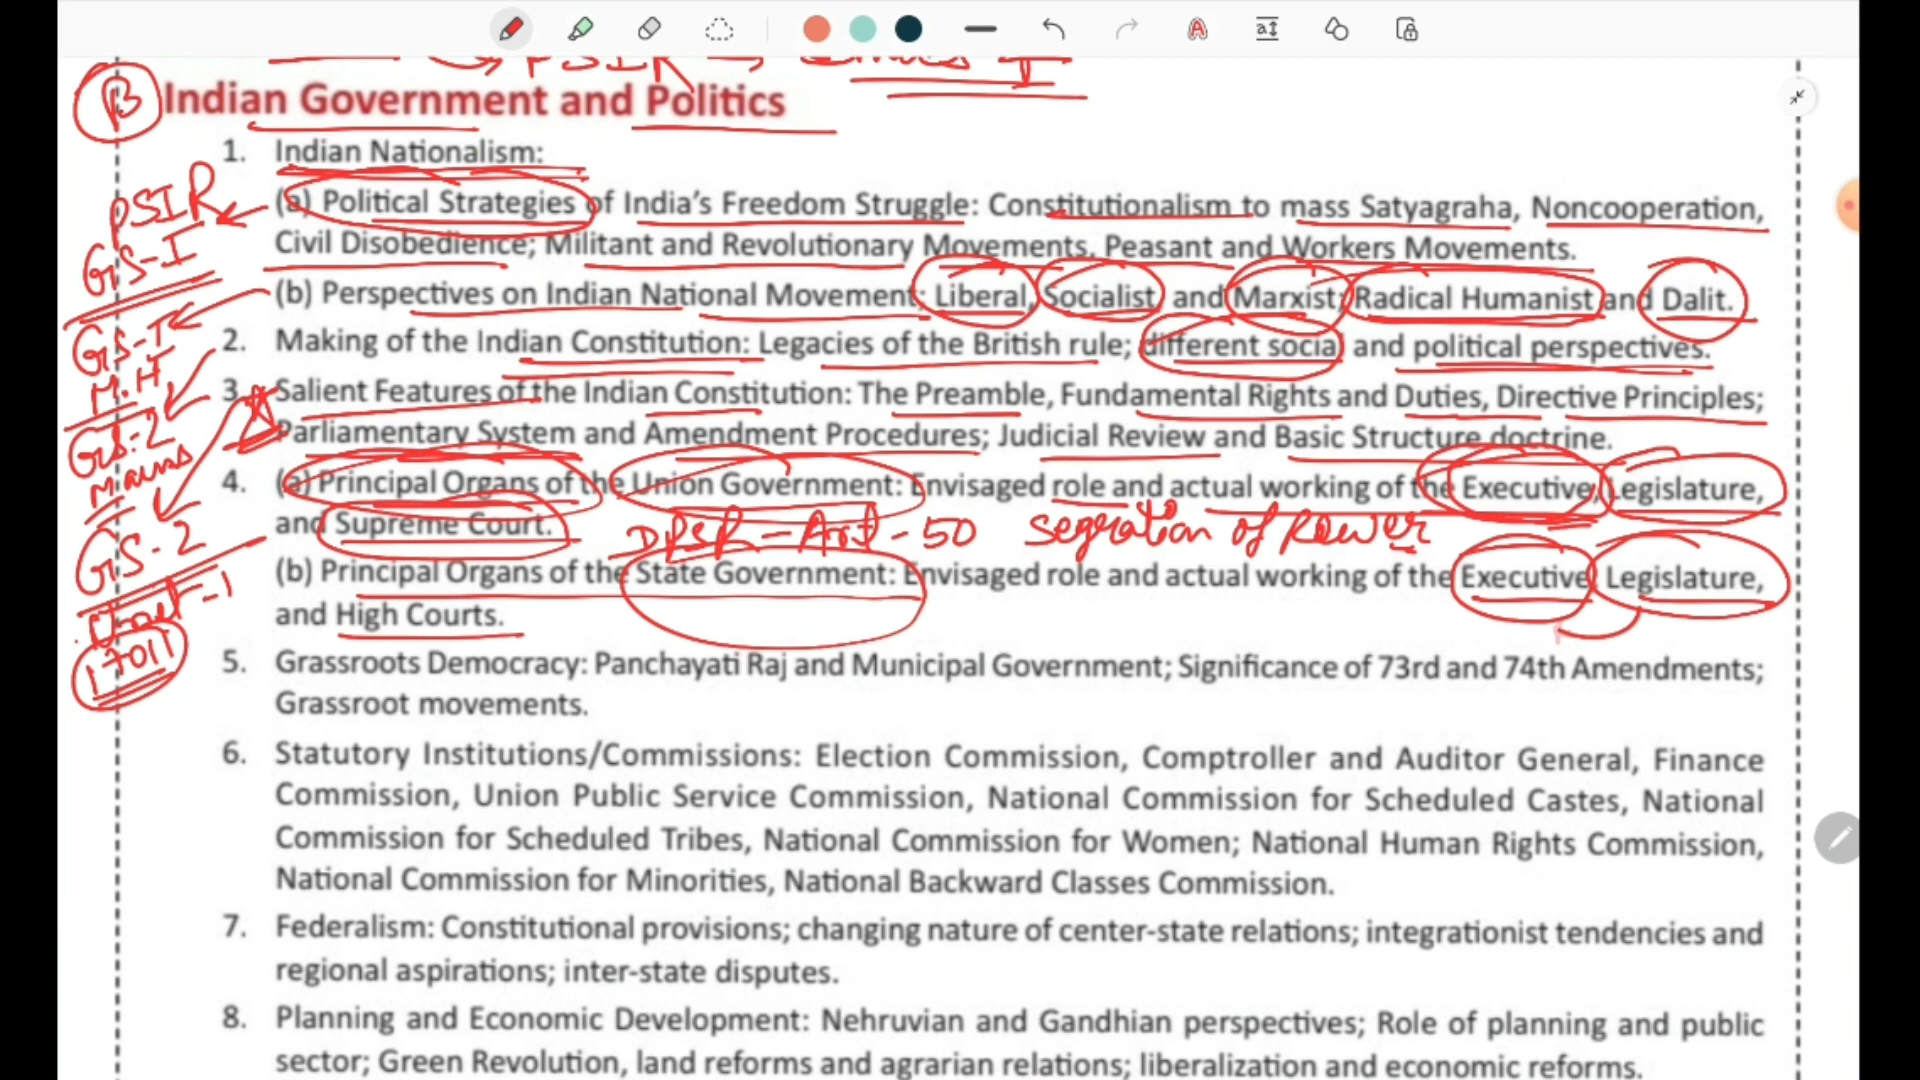 PSIR
B Indian Government and Politics
1. Indian Nationalism:
(a) Political Strategies of India's Freedom Struggle: Constitutionalism to mass Satyagraha, Noncooperation,
Civil Disobedience; Militant and Revolutionary Movements, Peasant and Workers Movements.
PSIR
GS-I
(b) Perspectives on Indian National Movement: Liberal, Socialist and Marxist; Radical Humanist and Dalit.
GS-I
M.H
2. Making of the Indian Constitution: Legacies of the British rule; different social and political perspectives.
3. Salient Features of the Indian Constitution: The Preamble, Fundamental Rights and Duties, Directive Principles;
Parliamentary System and Amendment Procedures; Judicial Review and Basic Structure doctrine.
GS-2
Mains
4. (a) Principal Organs of the Union Government: Envisaged role and actual working of the Executive, Legislature,
and Supreme Court. DPSP - Art - 50 Segration of Power
GS-2
(b) Principal Organs of the State Government: Envisaged role and actual working of the Executive, Legislature,
and High Courts.
5. Grassroots Democracy: Panchayati Raj and Municipal Government; Significance of 73rd and 74th Amendments;
Grassroot movements.
6. Statutory Institutions/Commissions: Election Commission, Comptroller and Auditor General, Finance
Commission, Union Public Service Commission, National Commission for Scheduled Castes, National
Commission for Scheduled Tribes, National Commission for Women; National Human Rights Commission,
National Commission for Minorities, National Backward Classes Commission.
7. Federalism: Constitutional provisions; changing nature of center-state relations; integrationist tendencies and
regional aspirations; inter-state disputes.
8. Planning and Economic Development: Nehruvian and Gandhian perspectives; Role of planning and public
sector; Green Revolution, land reforms and agrarian relations; liberalization and economic reforms.